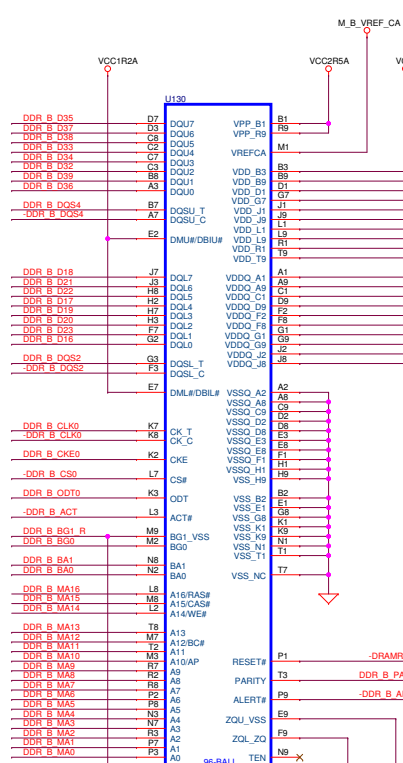 M_B_VREF_CA
VCC1R2A VCC2R5A
U130
DDR_B_D35 D7 DQU7 VPP_B1 B1
DDR_B_D37 D3 DQU6 VPP_R9 R9
DDR_B_D38 C8 DQU5
DDR_B_D33 C2 DQU4 VREFCA M1
DDR_B_D34 C7 DQU3
DDR_B_D32 C3 DQU2 VDD_B3 B3
DDR_B_D39 B8 DQU1 VDD_B9 B9
DDR_B_D36 A3 DQU0 VDD_D1 D1
VDD_G7 G7
DDR_B_DQS4 B7 DQSU_T VDD_J1 J1
-DDR_B_DQS4 A7 DQSU_C VDD_J9 J9
VDD_L1 L1
E2 DMU#/DBIU# VDD_L9 L9
VDD_R1 R1
VDD_T9 T9
DDR_B_D18 J7 DQL7 VDDQ_A1 A1
DDR_B_D21 J3 DQL6 VDDQ_A9 A9
DDR_B_D22 H8 DQL5 VDDQ_C1 C1
DDR_B_D17 H2 DQL4 VDDQ_D9 D9
DDR_B_D19 H7 DQL3 VDDQ_F2 F2
DDR_B_D20 H3 DQL2 VDDQ_F8 F8
DDR_B_D23 F7 DQL1 VDDQ_G1 G1
DDR_B_D16 G2 DQL0 VDDQ_G9 G9
VDDQ_J2 J2
DDR_B_DQS2 G3 DQSL_T VDDQ_J8 J8
-DDR_B_DQS2 F3 DQSL_C
E7 DML#/DBIL# VSSQ_A2 A2
VSSQ_A8 A8
VSSQ_C9 C9
VSSQ_D2 D2
DDR_B_CLK0 K7 CK_T VSSQ_D8 D8
-DDR_B_CLK0 K8 CK_C VSSQ_E3 E3
VSSQ_E8 E8
DDR_B_CKE0 K2 CKE VSSQ_F1 F1
VSSQ_H1 H1
-DDR_B_CS0 L7 CS# VSS_H9 H9
DDR_B_ODT0 K3 ODT VSS_B2 B2
VSS_E1 E1
-DDR_B_ACT L3 ACT# VSS_G8 G8
VSS_K1 K1
DDR_B_BG1_R M9 BG1_VSS VSS_K9 K9
DDR_B_BG0 M2 BG0 VSS_N1 N1
VSS_T1 T1
DDR_B_BA1 N8 BA1
DDR_B_BA0 N2 BA0 VSS_NC T7
DDR_B_MA16 L8 A16/RAS#
DDR_B_MA15 M8 A15/CAS#
DDR_B_MA14 L2 A14/WE#
DDR_B_MA13 T8 A13
DDR_B_MA12 M7 A12/BC#
DDR_B_MA11 T2 A11
DDR_B_MA10 M3 A10/AP RESET# P1 -DRAMR
DDR_B_MA9 R7 A9
DDR_B_MA8 R2 A8 PARITY T3 DDR_B_PA
DDR_B_MA7 R8 A7
DDR_B_MA6 P2 A6 ALERT# P9 -DDR_B_A
DDR_B_MA5 P8 A5
DDR_B_MA4 N3 A4 ZQU_VSS E9
DDR_B_MA3 N7 A3
DDR_B_MA2 R3 A2 ZQL_ZQ F9
DDR_B_MA1 P7 A1
DDR_B_MA0 P3 A0 TEN N9
96-BALL